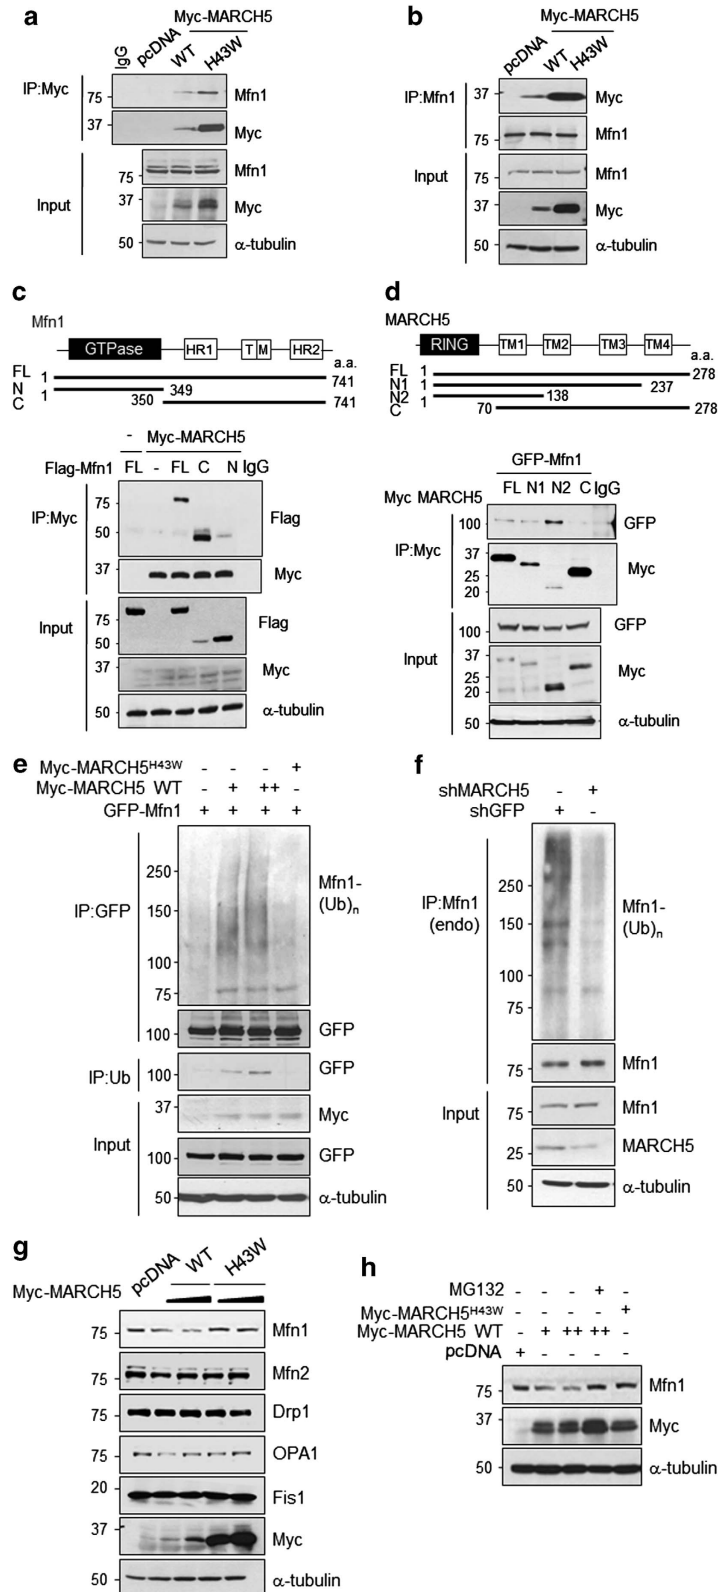 a
Myc-MARCH5
IgG pcDNA WT H43W
IP:Myc
75 Mfn1
37 Myc
Input
75 Mfn1
37 Myc
50 α-tubulin
b
Myc-MARCH5
pcDNA WT H43W
IP:Mfn1
37 Myc
75 Mfn1
Input
75 Mfn1
37 Myc
50 α-tubulin
c
Mfn1
GTPase HR1 T M HR2
a.a.
FL 1 741
N 1 349
C 350 741
- Myc-MARCH5
Flag-Mfn1 FL - FL C N IgG
IP:Myc
75
50 Flag
37 Myc
Input
75
50 Flag
37 Myc
50 α-tubulin
d
MARCH5
RING TM1 TM2 TM3 TM4
a.a.
FL 1 278
N1 1 237
N2 1 138
C 70 278
GFP-Mfn1
Myc MARCH5 FL N1 N2 C IgG
IP:Myc
100 GFP
37
25
20 Myc
Input
100 GFP
37
25
20 Myc
50 α-tubulin
e
Myc-MARCH5H43W - - - +
Myc-MARCH5 WT - + ++ -
GFP-Mfn1 + + + +
IP:GFP
250
150
100
75
Mfn1-
(Ub)n
100 GFP
IP:Ub
100 GFP
Input
37 Myc
100 GFP
50 α-tubulin
f
shMARCH5 - +
shGFP + -
IP:Mfn1
(endo)
250
150
100
75
Mfn1-
(Ub)n
75 Mfn1
Input
75 Mfn1
25 MARCH5
50 α-tubulin
g
Myc-MARCH5 pcDNA WT H43W
75 Mfn1
75 Mfn2
75 Drp1
75 OPA1
20 Fis1
37 Myc
50 α-tubulin
h
MG132 - - - + -
Myc-MARCH5H43W - - - - +
Myc-MARCH5 WT - + ++ ++ -
pcDNA + - - - -
75 Mfn1
37 Myc
50 α-tubulin